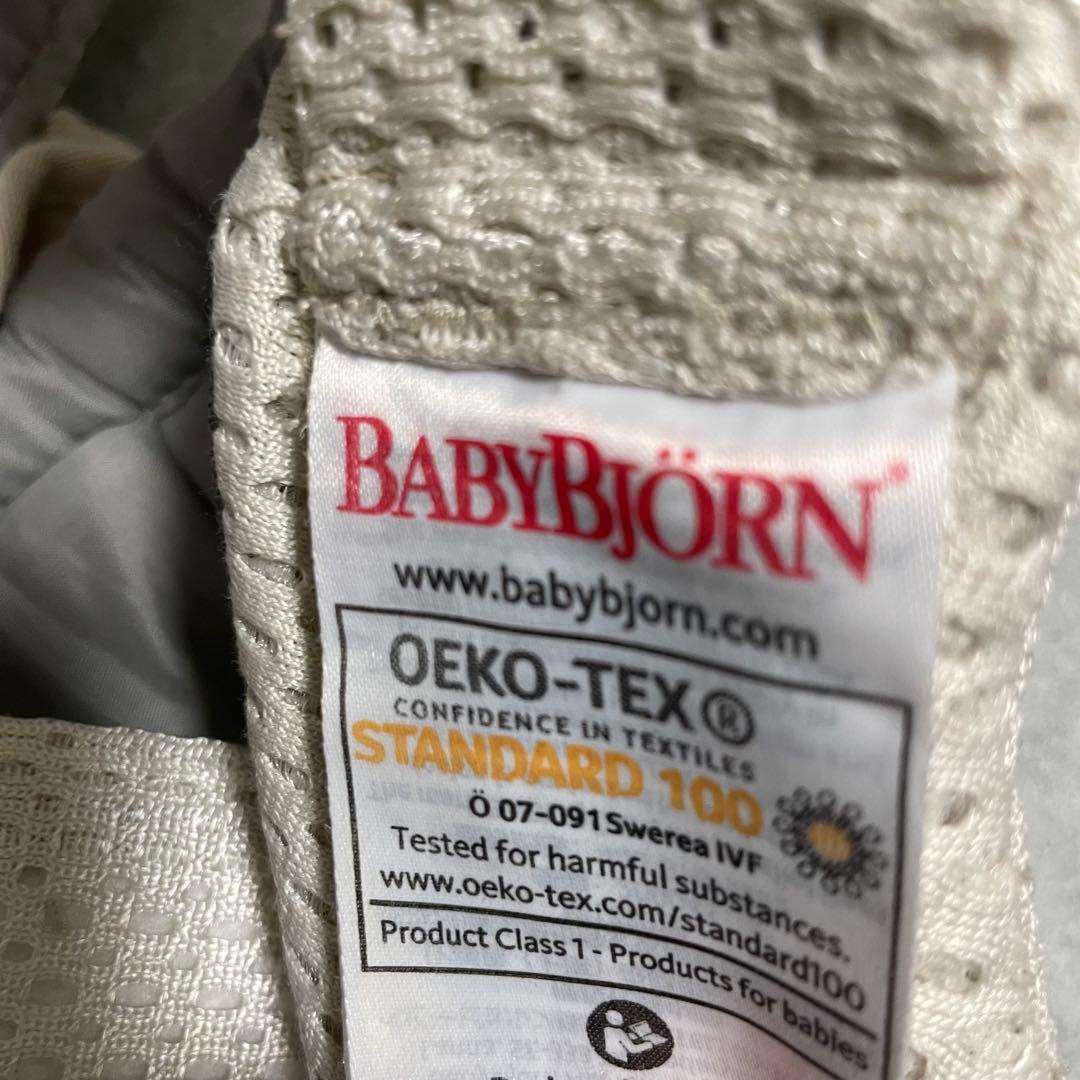 BABYBJÖRN®
www.babybjorn.com
OEKO-TEX®
CONFIDENCE IN TEXTILES
STANDARD 100
Ö 07-091 Swerea IVF
Tested for harmful substances.
www.oeko-tex.com/standard100
Product Class 1 - Products for babies